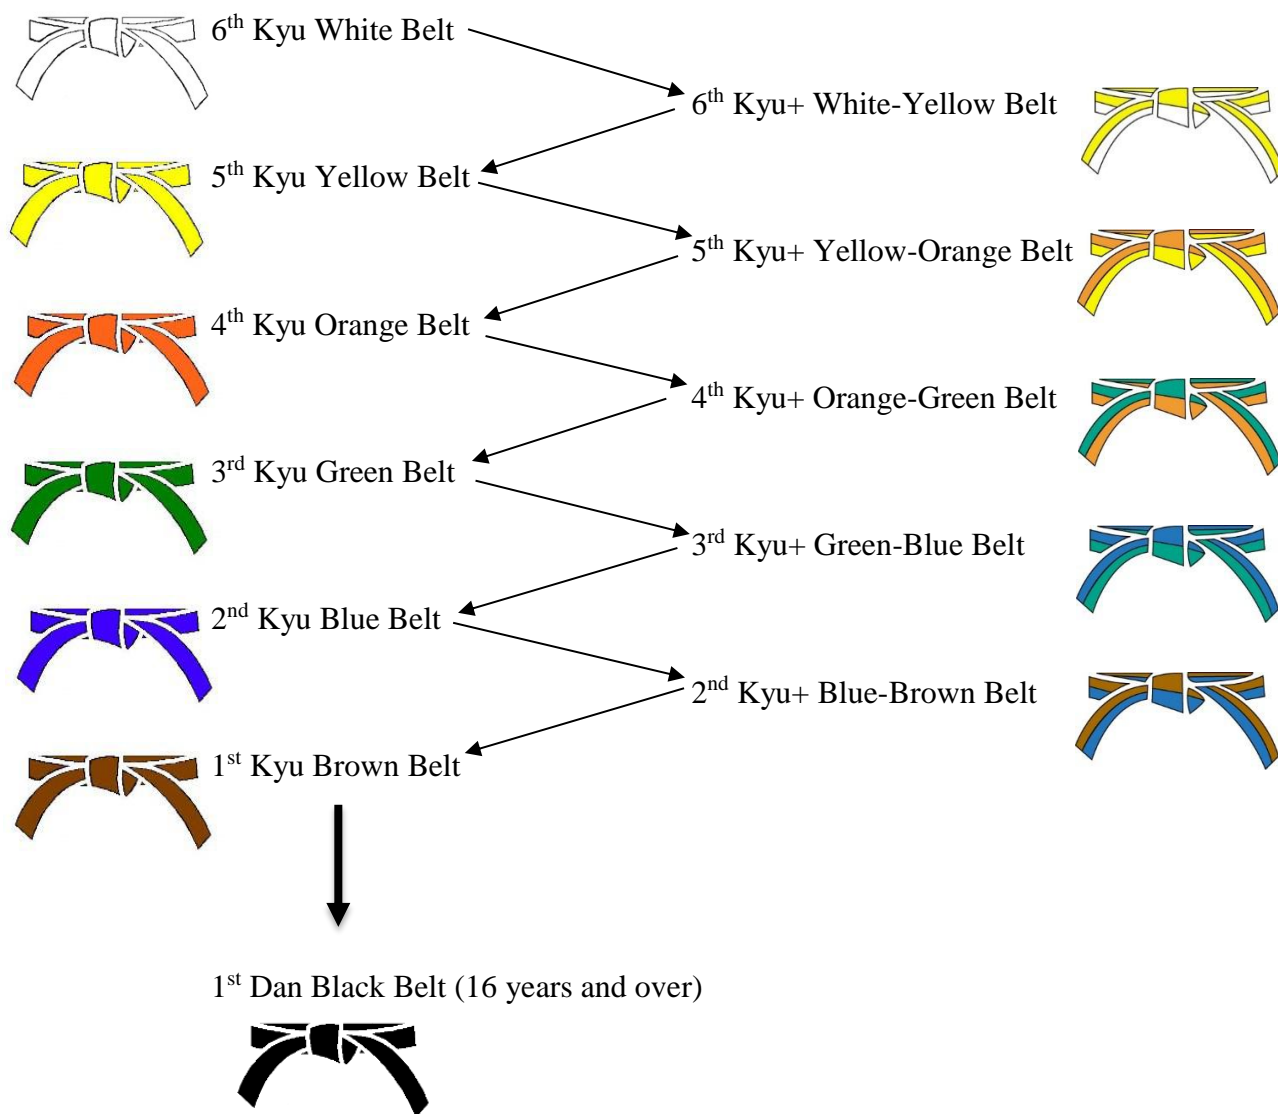 6th Kyu White Belt
6th Kyu+ White-Yellow Belt
5th Kyu Yellow Belt
5th Kyu+ Yellow-Orange Belt
4th Kyu Orange Belt
4th Kyu+ Orange-Green Belt
3rd Kyu Green Belt
3rd Kyu+ Green-Blue Belt
2nd Kyu Blue Belt
2nd Kyu+ Blue-Brown Belt
1st Kyu Brown Belt
1st Dan Black Belt (16 years and over)